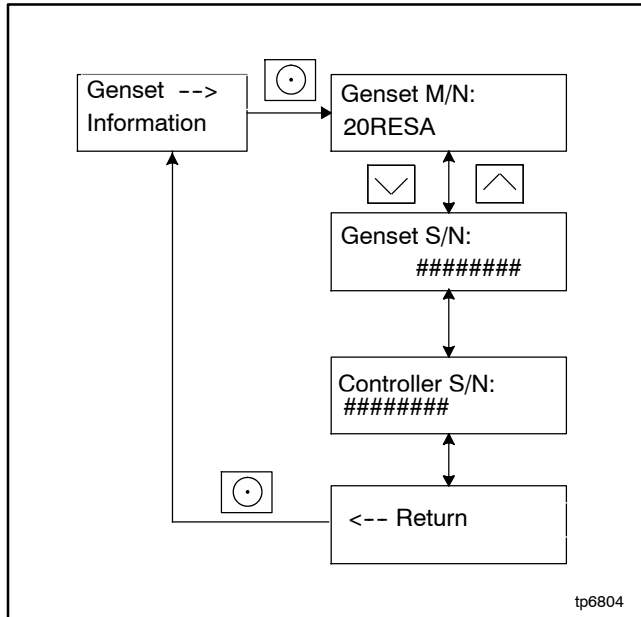 Genset -->
Information
Genset M/N:
20RESA
Genset S/N:
########
Controller S/N:
########
<-- Return
tp6804